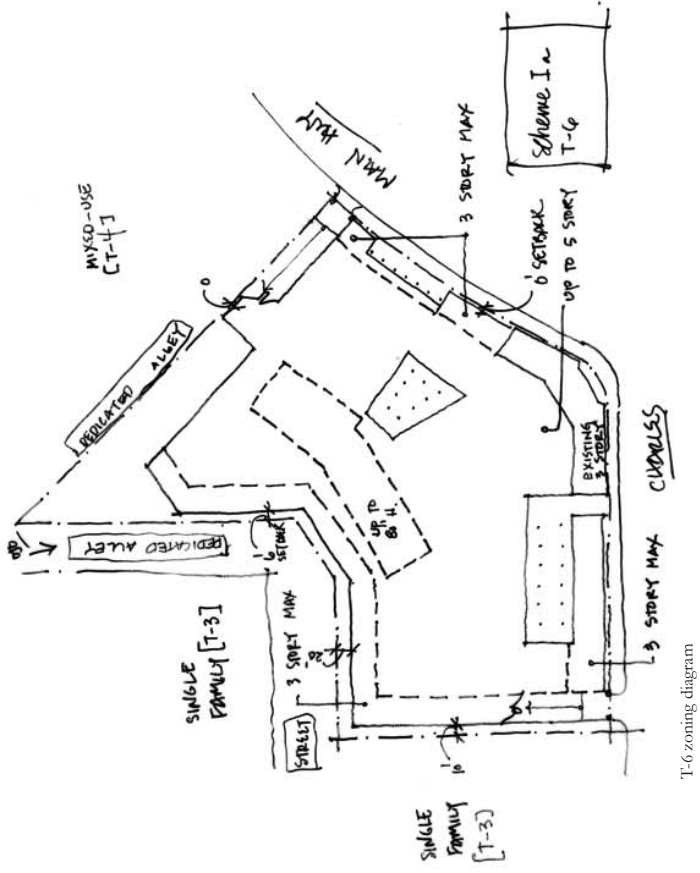 MIXED-USE
[T-4]
MAIN HWY
DEDICATED ALLEY
3 STORY MAX
Scheme I a
T-6
0' SETBACK
UP TO 5 STORY
DEDICATED ALLEY
SINGLE
FAMILY [T-3]
SETBACK
UP TO
80' H.
EXISTING
3 STORY
CHARLES
3 STORY MAX
STREET
3 STORY MAX
10'
SINGLE
FAMILY
[T-3]
T-6 zoning diagram